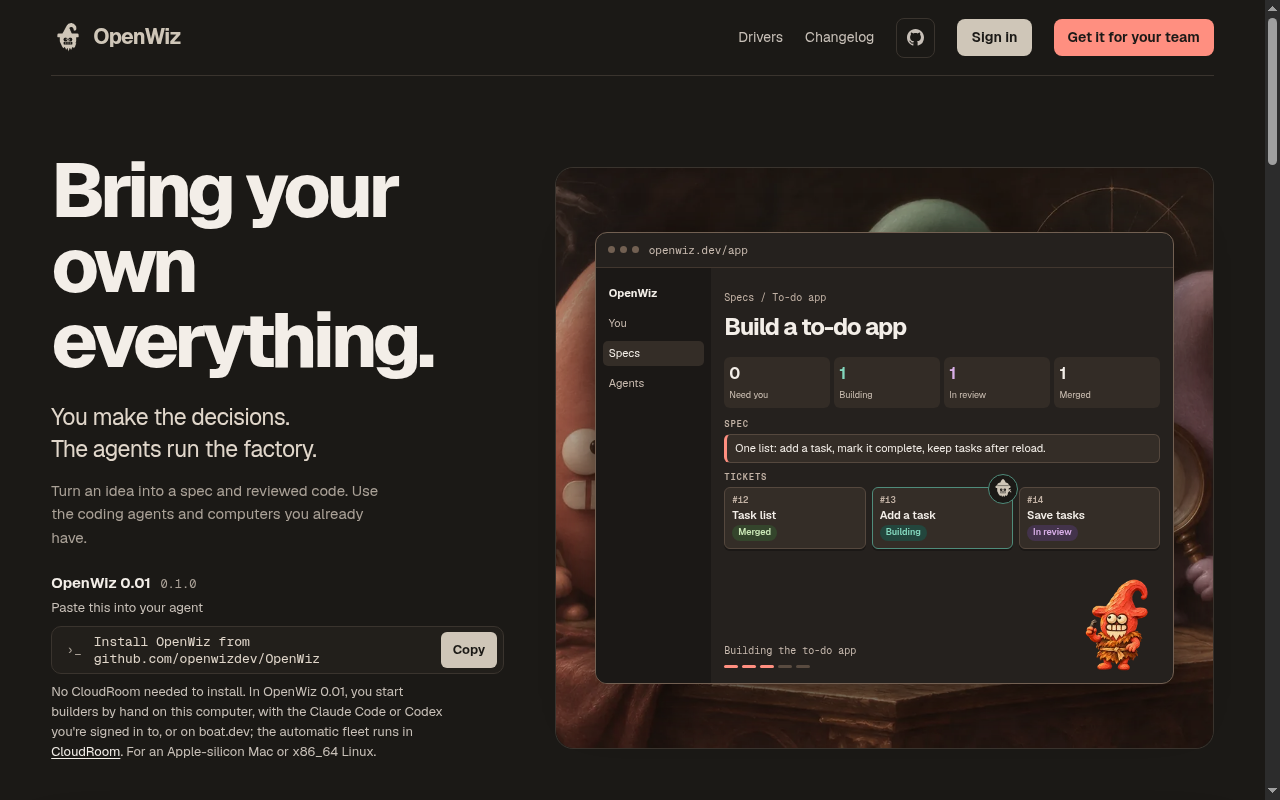 OpenWiz
Drivers
Changelog
Sign in
Get it for your team
Bring your
own
everything.
You make the decisions.
The agents run the factory.
Turn an idea into a spec and reviewed code. Use
the coding agents and computers you already
have.
OpenWiz 0.01 0.1.0
Paste this into your agent
›_ Install OpenWiz from
github.com/openwizdev/OpenWiz
Copy
No CloudRoom needed to install. In OpenWiz 0.01, you start
builders by hand on this computer, with the Claude Code or Codex
you're signed in to, or on boat.dev; the automatic fleet runs in
CloudRoom. For an Apple-silicon Mac or x86_64 Linux.
openwiz.dev/app
OpenWiz
You
Specs
Agents
Specs / To-do app
Build a to-do app
0
Need you
1
Building
1
In review
1
Merged
SPEC
One list: add a task, mark it complete, keep tasks after reload.
TICKETS
#12
Task list
Merged
#13
Add a task
Building
#14
Save tasks
In review
Building the to-do app